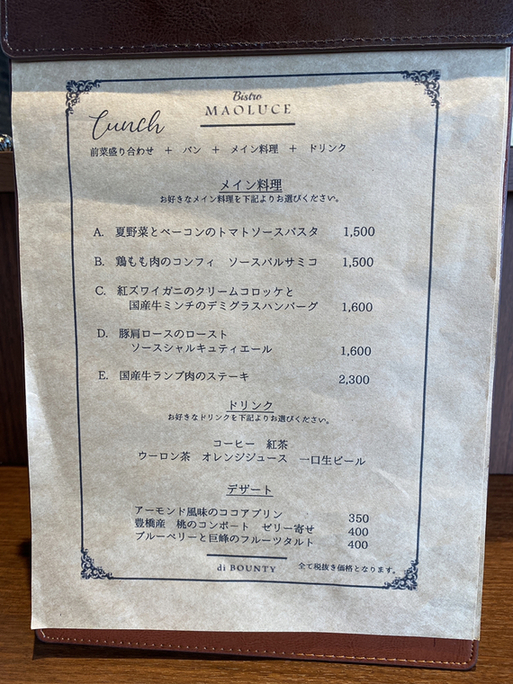 Bistro
MAOLUCE
Lunch
前菜盛り合わせ + パン + メイン料理 + ドリンク
メイン料理
お好きなメイン料理を下記よりお選びください。
A. 夏野菜とベーコンのトマトソースパスタ 1,500
B. 鶏もも肉のコンフィ ソースバルサミコ 1,500
C. 紅ズワイガニのクリームコロッケと
国産牛ミンチのデミグラスハンバーグ 1,600
D. 豚肩ロースのロースト
ソースシャルキュティエール 1,600
E. 国産牛ランプ肉のステーキ 2,300
ドリンク
お好きなドリンクを下記よりお選びください。
コーヒー 紅茶
ウーロン茶 オレンジジュース 一口生ビール
デザート
アーモンド風味のココアプリン 350
豊橋産 桃のコンポート ゼリー寄せ 400
ブルーベリーと巨峰のフルーツタルト 400
di BOUNTY 全て税抜き価格となります。